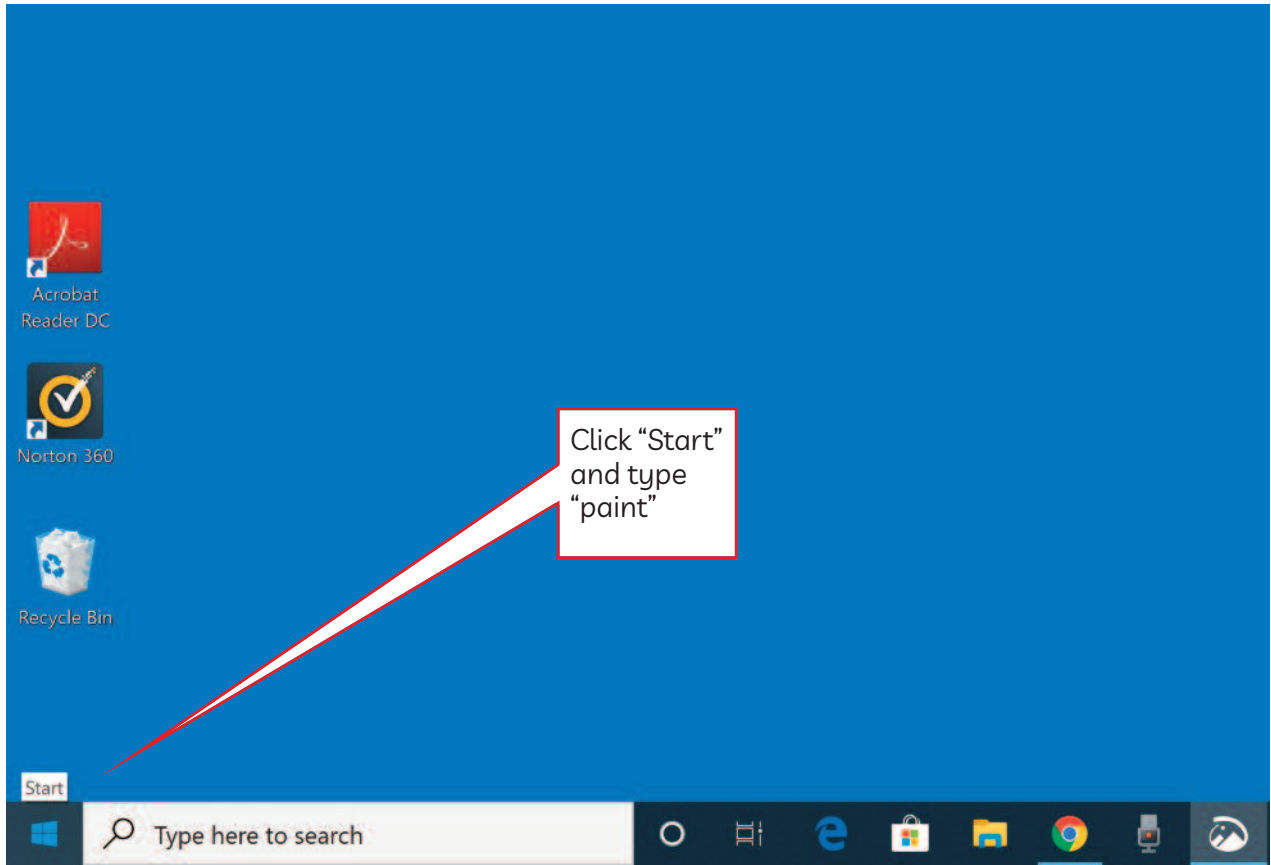 Acrobat
Reader DC
Norton 360
Click “Start”
and type
“paint”
Recycle Bin
Start
Type here to search